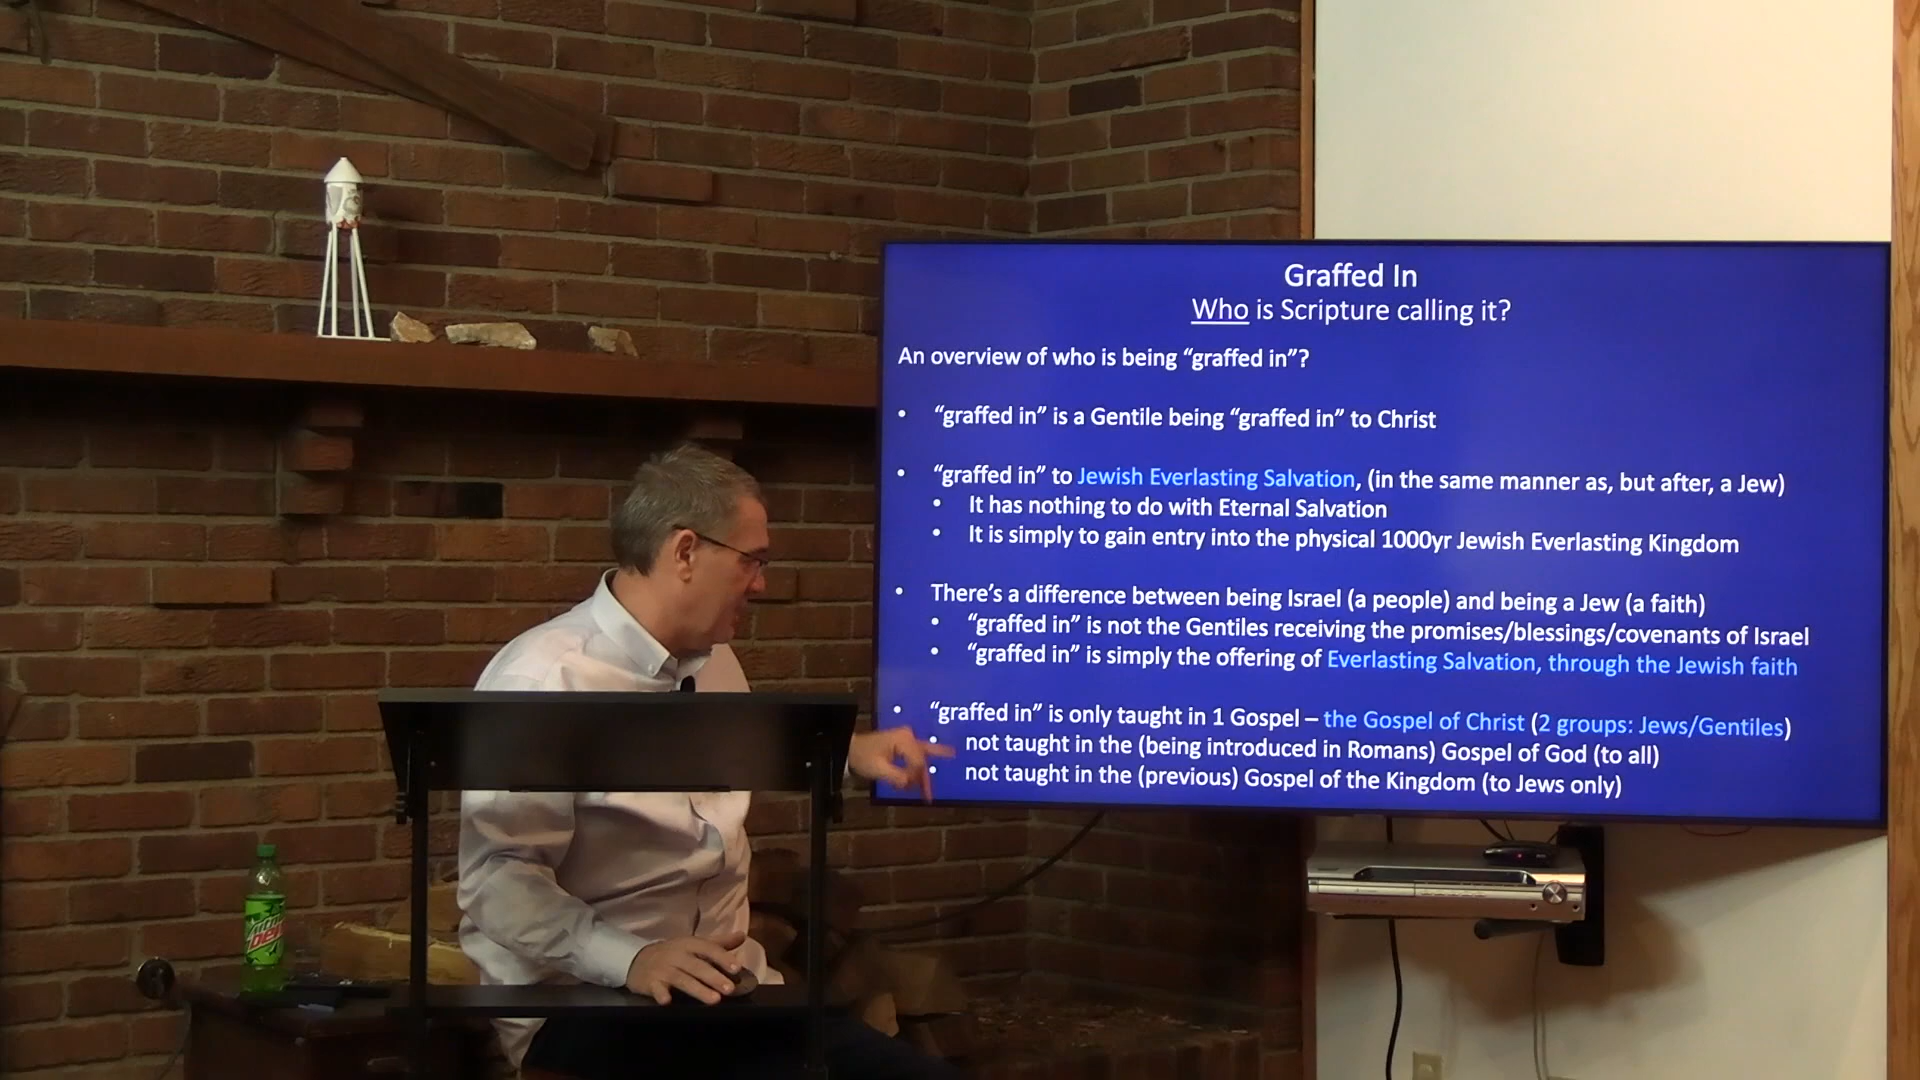 Graffed In
Who is Scripture calling it?
An overview of who is being “graffed in”?
• “graffed in” is a Gentile being “graffed in” to Christ
• “graffed in” to Jewish Everlasting Salvation, (in the same manner as, but after, a Jew)
• It has nothing to do with Eternal Salvation
• It is simply to gain entry into the physical 1000yr Jewish Everlasting Kingdom
• There’s a difference between being Israel (a people) and being a Jew (a faith)
• “graffed in” is not the Gentiles receiving the promises/blessings/covenants of Israel
• “graffed in” is simply the offering of Everlasting Salvation, through the Jewish faith
• “graffed in” is only taught in 1 Gospel – the Gospel of Christ (2 groups: Jews/Gentiles)
• not taught in the (being introduced in Romans) Gospel of God (to all)
• not taught in the (previous) Gospel of the Kingdom (to Jews only)